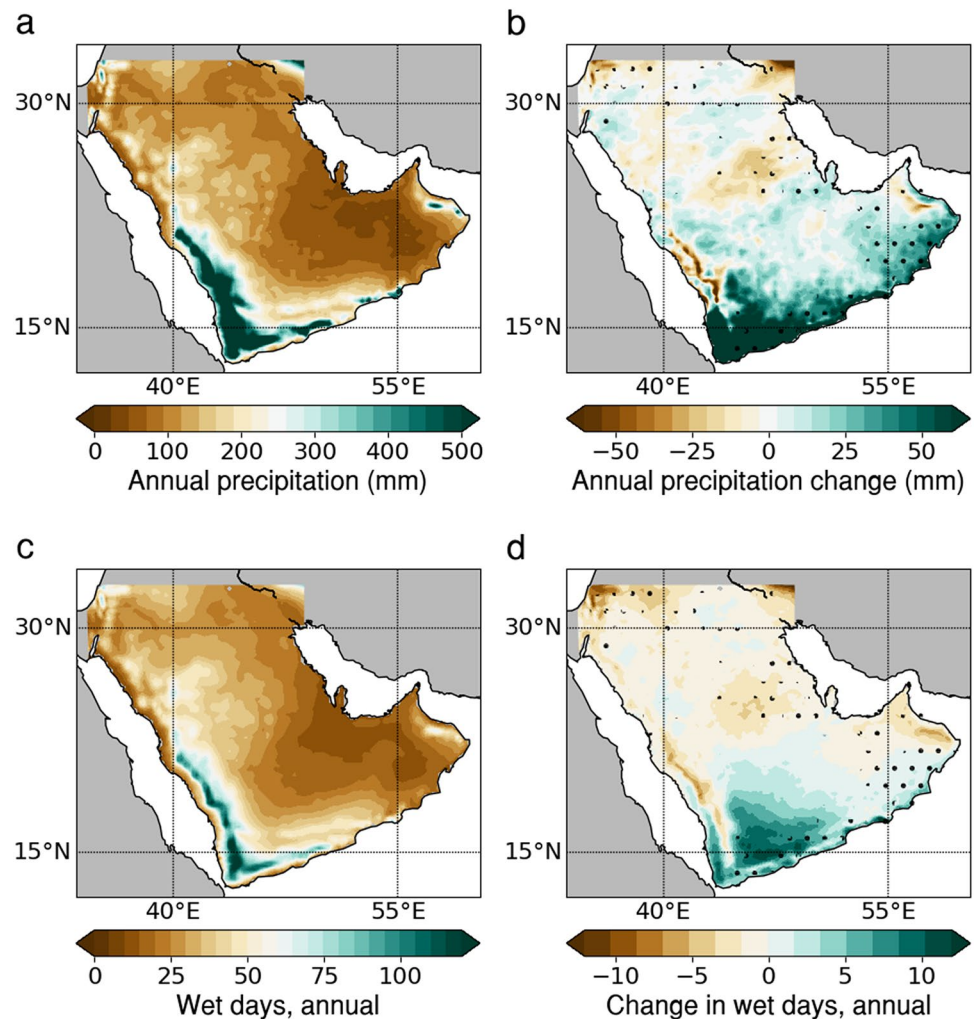 a
b
30°N
15°N
40°E
55°E
30°N
15°N
40°E
55°E
0 100 200 300 400 500
Annual precipitation (mm)
−50 −25 0 25 50
Annual precipitation change (mm)
c
d
30°N
15°N
40°E
55°E
30°N
15°N
40°E
55°E
0 25 50 75 100
Wet days, annual
−10 −5 0 5 10
Change in wet days, annual